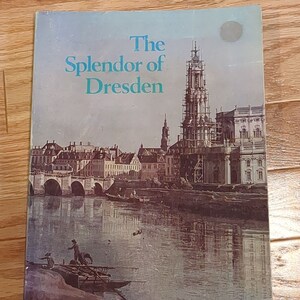 The
Splendor of
Dresden